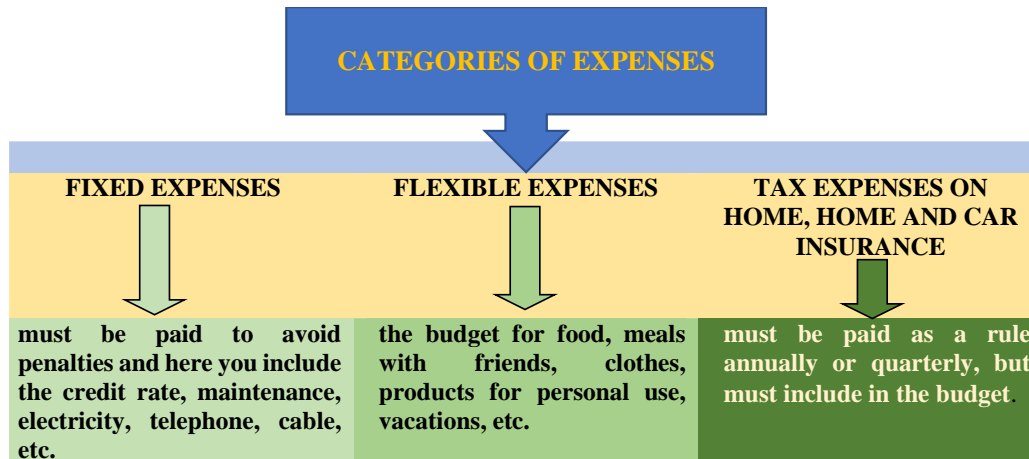 CATEGORIES OF EXPENSES
FIXED EXPENSES
must be paid to avoid
penalties and here you include
the credit rate, maintenance,
electricity, telephone, cable,
etc.
FLEXIBLE EXPENSES
the budget for food, meals
with friends, clothes,
products for personal use,
vacations, etc.
TAX EXPENSES ON
HOME, HOME AND CAR
INSURANCE
must be paid as a rule
annually or quarterly, but
must include in the budget.